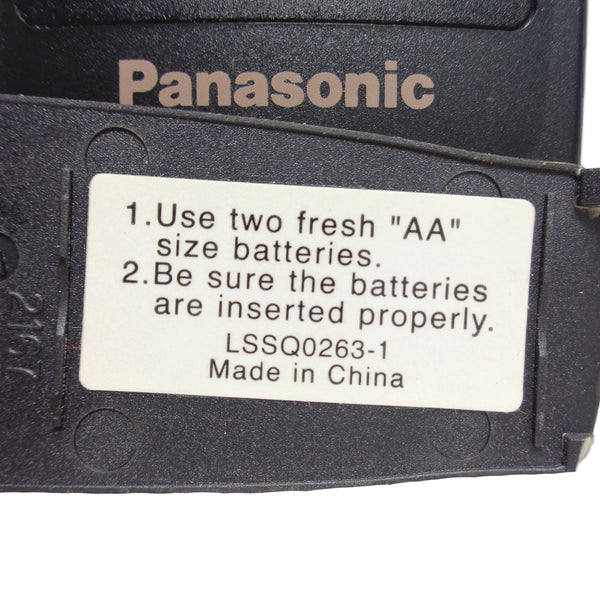 Panasonic
1.Use two fresh "AA"
size batteries.
2.Be sure the batteries
are inserted properly.
LSSQ0263-1
Made in China